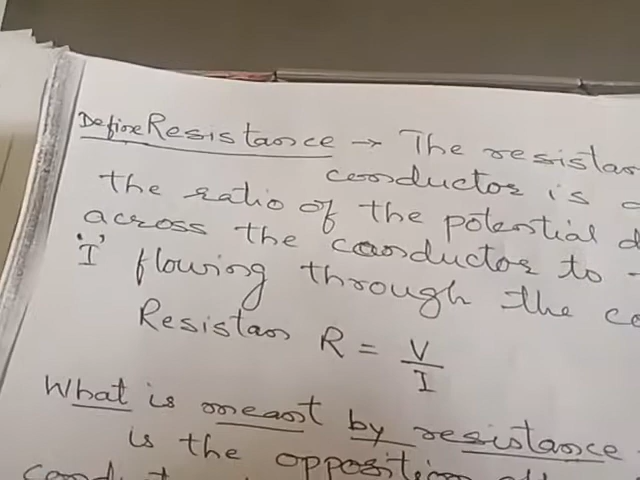 Define Resistance → The resistan
conductor is
the ratio of the potential d
across the conductor to
'I' flowing through the co
Resistan R = V/I
What is meant by resistance
is the opposition